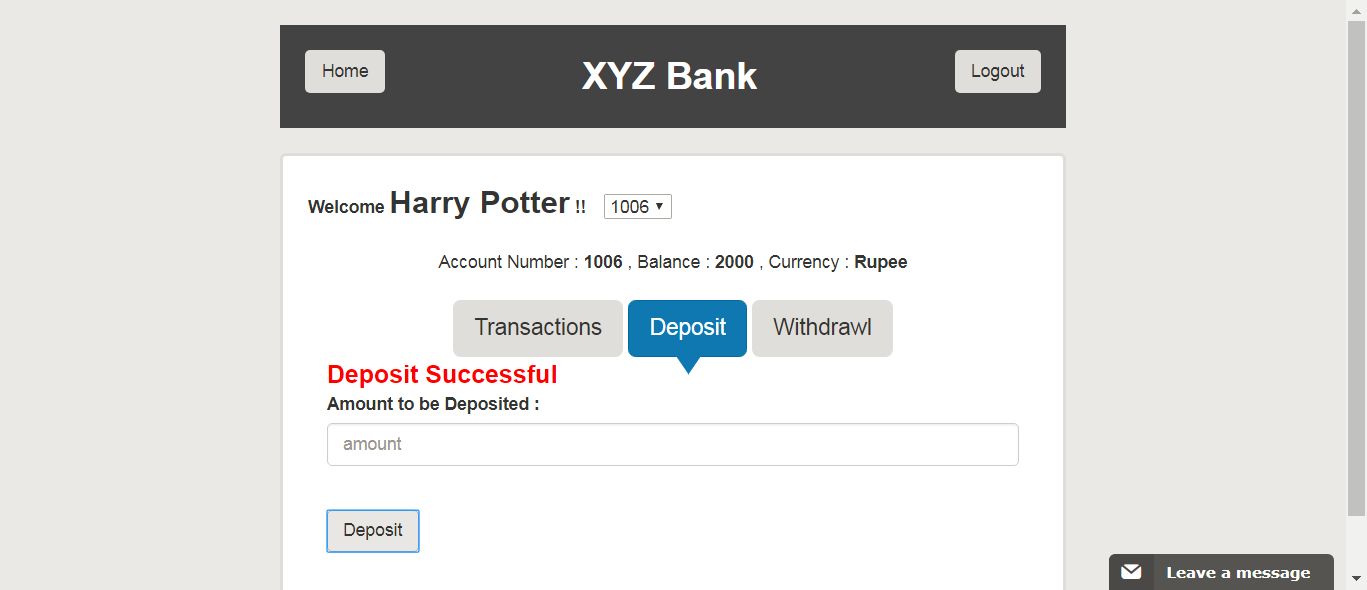 Home
XYZ Bank
Logout
Welcome Harry Potter !! 1006
Account Number : 1006 , Balance : 2000 , Currency : Rupee
Transactions
Deposit
Withdrawl
Deposit Successful
Amount to be Deposited :
amount
Deposit
Leave a message